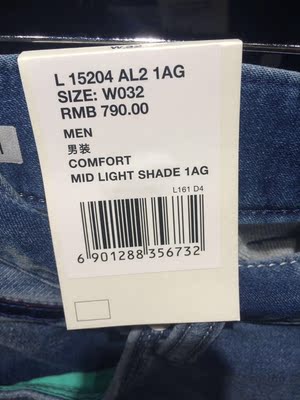 L 15204 AL2 1AG
SIZE: W032
RMB 790.00
MEN
男装
COMFORT
MID LIGHT SHADE 1AG
L161 D4
6 901288 356732